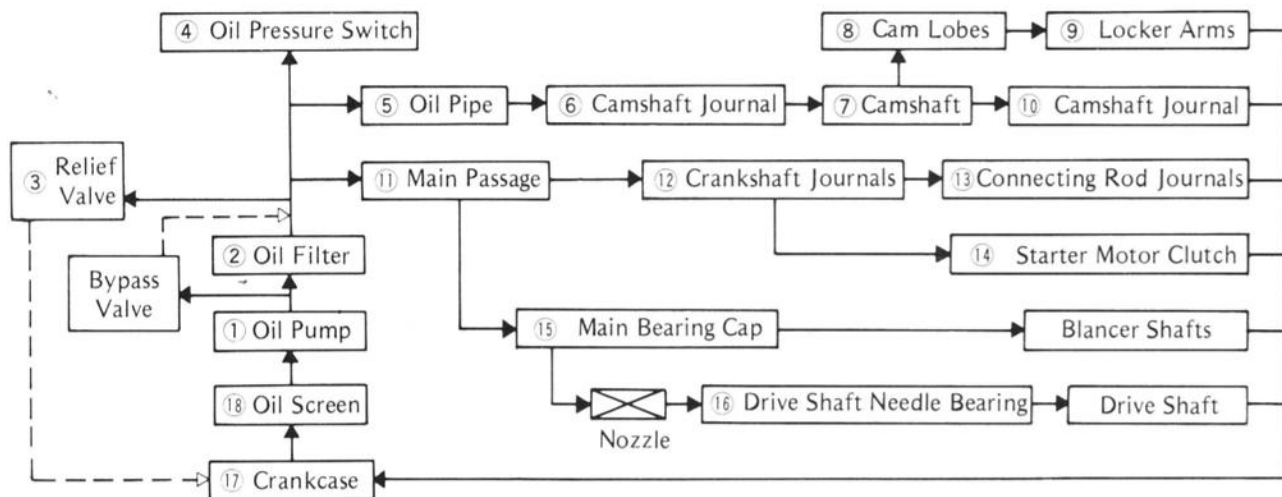 ④ Oil Pressure Switch
⑧ Cam Lobes
⑨ Locker Arms
⑤ Oil Pipe
⑥ Camshaft Journal
⑦ Camshaft
⑩ Camshaft Journal
③ Relief
Valve
⑪ Main Passage
⑫ Crankshaft Journals
⑬ Connecting Rod Journals
② Oil Filter
⑭ Starter Motor Clutch
Bypass
Valve
① Oil Pump
⑮ Main Bearing Cap
Blancer Shafts
⑱ Oil Screen
⑯ Drive Shaft Needle Bearing
Drive Shaft
Nozzle
⑰ Crankcase